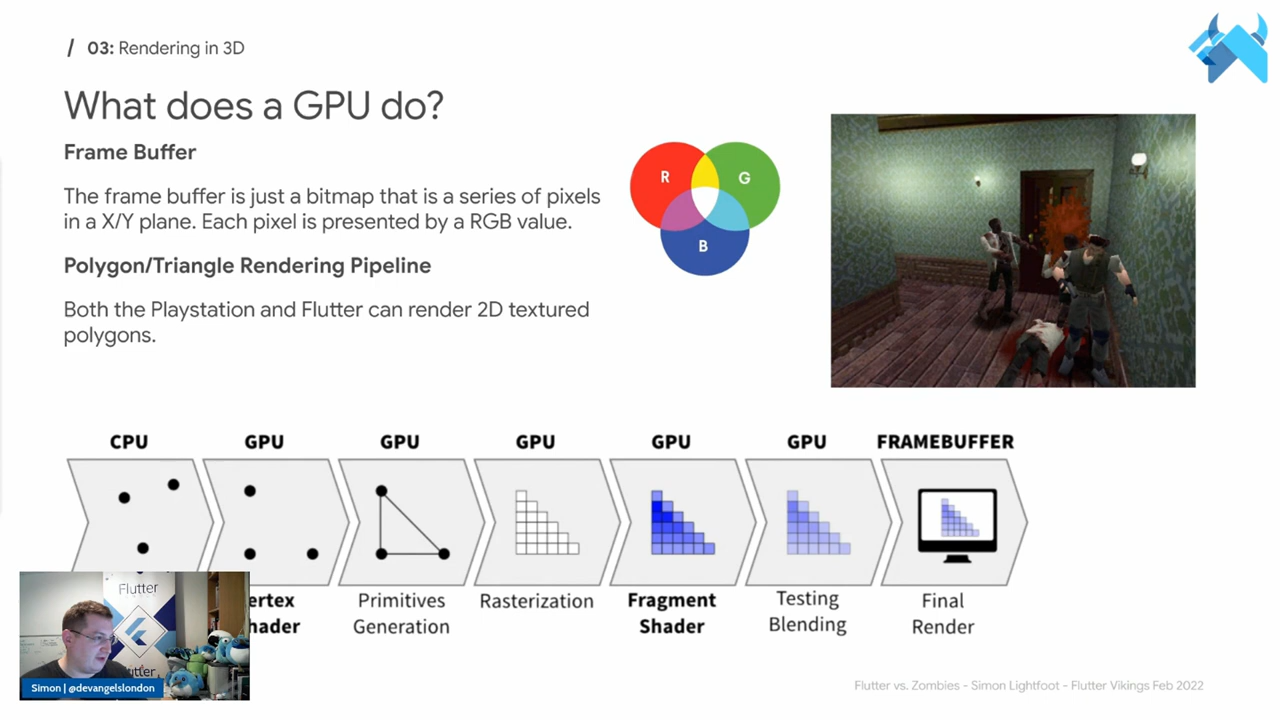 / 03: Rendering in 3D
What does a GPU do?
Frame Buffer
The frame buffer is just a bitmap that is a series of pixels
in a X/Y plane. Each pixel is presented by a RGB value.
Polygon/Triangle Rendering Pipeline
Both the Playstation and Flutter can render 2D textured
polygons.
R
G
B
CPU
GPU
GPU
GPU
GPU
GPU
FRAMEBUFFER
ertex
hader
Primitives
Generation
Rasterization
Fragment
Shader
Testing
Blending
Final
Render
Flutter
utter
Simon | @devangelslondon
Flutter vs. Zombies - Simon Lightfoot - Flutter Vikings Feb 2022